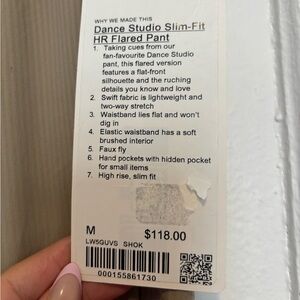 WHY WE MADE THIS
Dance Studio Slim-Fit
HR Flared Pant
1. Taking cues from our
fan-favourite Dance Studio
pant, this flared version
features a flat-front
silhouette and the ruching
details you know and love
2. Swift fabric is lightweight and
two-way stretch
3. Waistband lies flat and won't
dig in
4. Elastic waistband has a soft
brushed interior
5. Faux fly
6. Hand pockets with hidden pocket
for small items
7. High rise, slim fit
M $118.00
LW5GUVS SHOK
000155861730